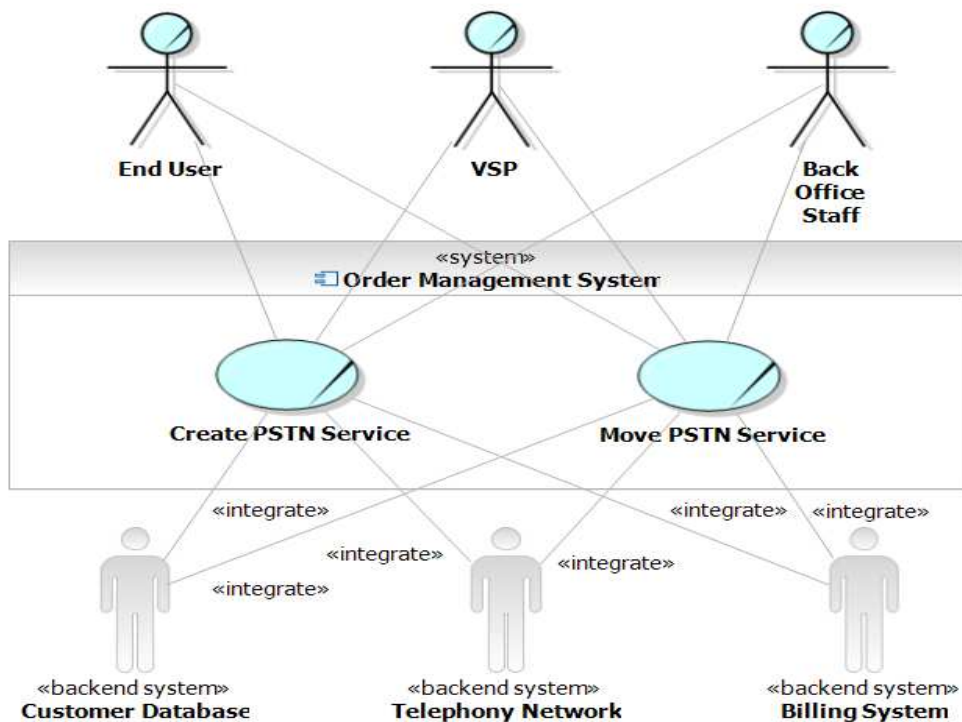 End User
VSP
Back
Office
Staff
«system»
Order Management System
Create PSTN Service
Move PSTN Service
«integrate»
«integrate»
«integrate»
«integrate»
«integrate»
«integrate»
«backend system»
Customer Database
«backend system»
Telephony Network
«backend system»
Billing System